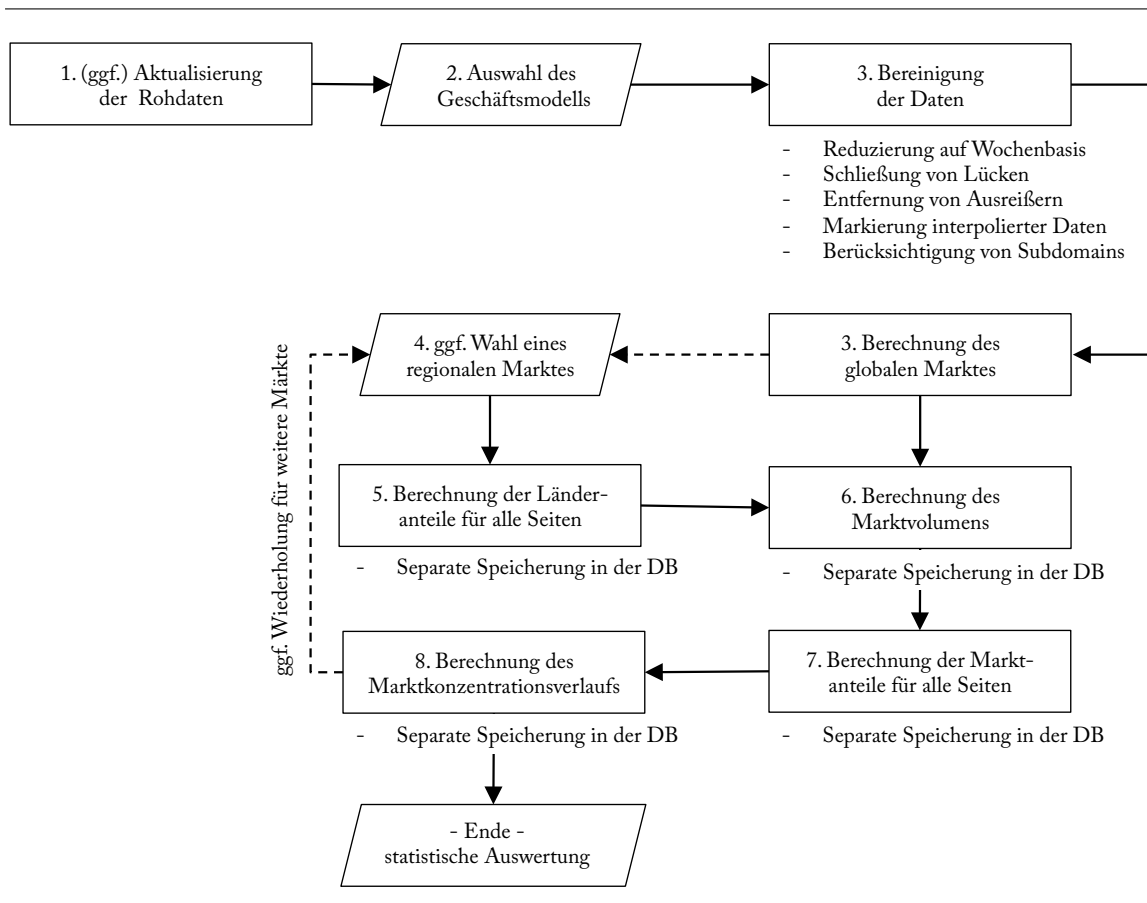 1. (ggf.) Aktualisierung
der Rohdaten
2. Auswahl des
Geschäftsmodells
3. Bereinigung
der Daten
- Reduzierung auf Wochenbasis
- Schließung von Lücken
- Entfernung von Ausreißern
- Markierung interpolierter Daten
- Berücksichtigung von Subdomains
3. Berechnung des
globalen Marktes
4. ggf. Wahl eines
regionalen Marktes
5. Berechnung der Länder-
anteile für alle Seiten
- Separate Speicherung in der DB
6. Berechnung des
Marktvolumens
- Separate Speicherung in der DB
7. Berechnung der Markt-
anteile für alle Seiten
- Separate Speicherung in der DB
8. Berechnung des
Marktkonzentrationsverlaufs
- Separate Speicherung in der DB
ggf. Wiederholung für weitere Märkte
- Ende -
statistische Auswertung